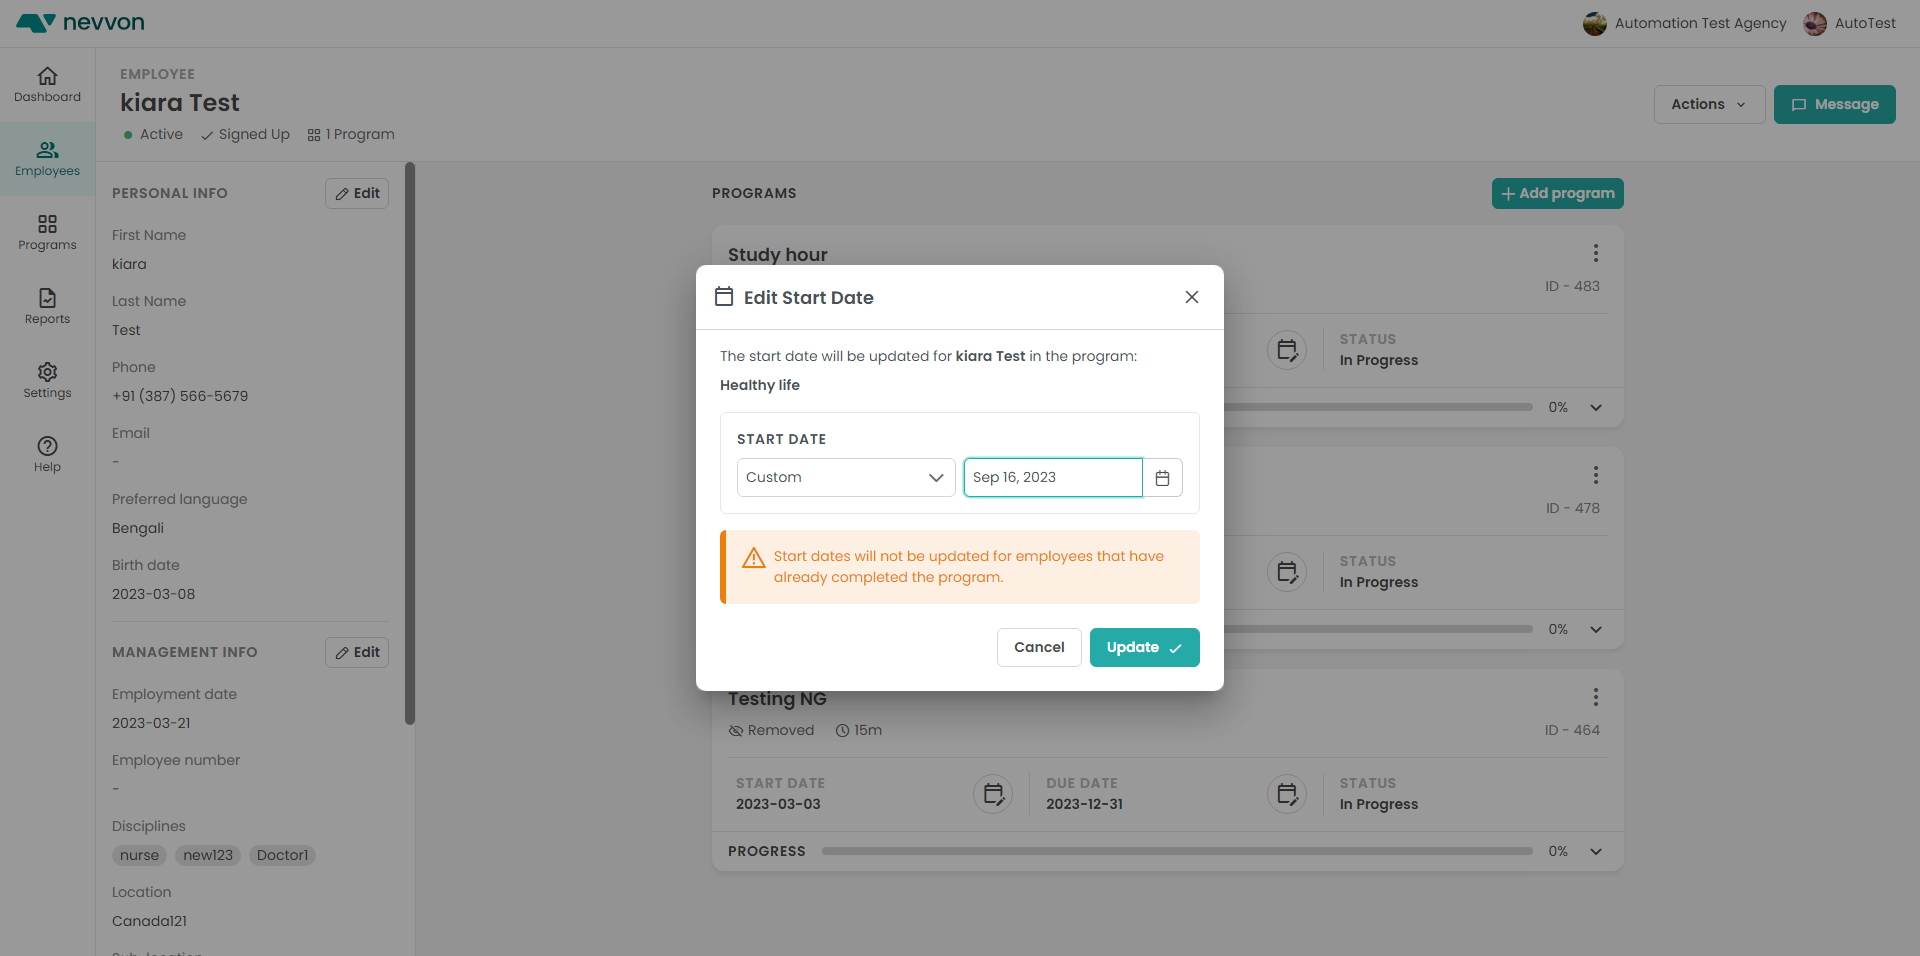 nevvon
Automation Test Agency
AutoTest
Dashboard
Employees
Programs
Reports
Settings
Help
EMPLOYEE
kiara Test
Active
Signed Up
1 Program
Actions
Message
PERSONAL INFO
Edit
First Name
kiara
Last Name
Test
Phone
+91 (387) 566-5679
Email
-
Preferred language
Bengali
Birth date
2023-03-08
MANAGEMENT INFO
Edit
Employment date
2023-03-21
Employee number
-
Disciplines
nurse new123 Doctor1
Location
Canada121
PROGRAMS
Add program
Study hour
ID - 483
STATUS
In Progress
0%
ID - 478
STATUS
In Progress
0%
Edit Start Date
The start date will be updated for kiara Test in the program:
Healthy life
START DATE
Custom
Sep 16, 2023
Start dates will not be updated for employees that have
already completed the program.
Cancel
Update
Testing NG
Removed
15m
ID - 464
START DATE
2023-03-03
DUE DATE
2023-12-31
STATUS
In Progress
PROGRESS
0%